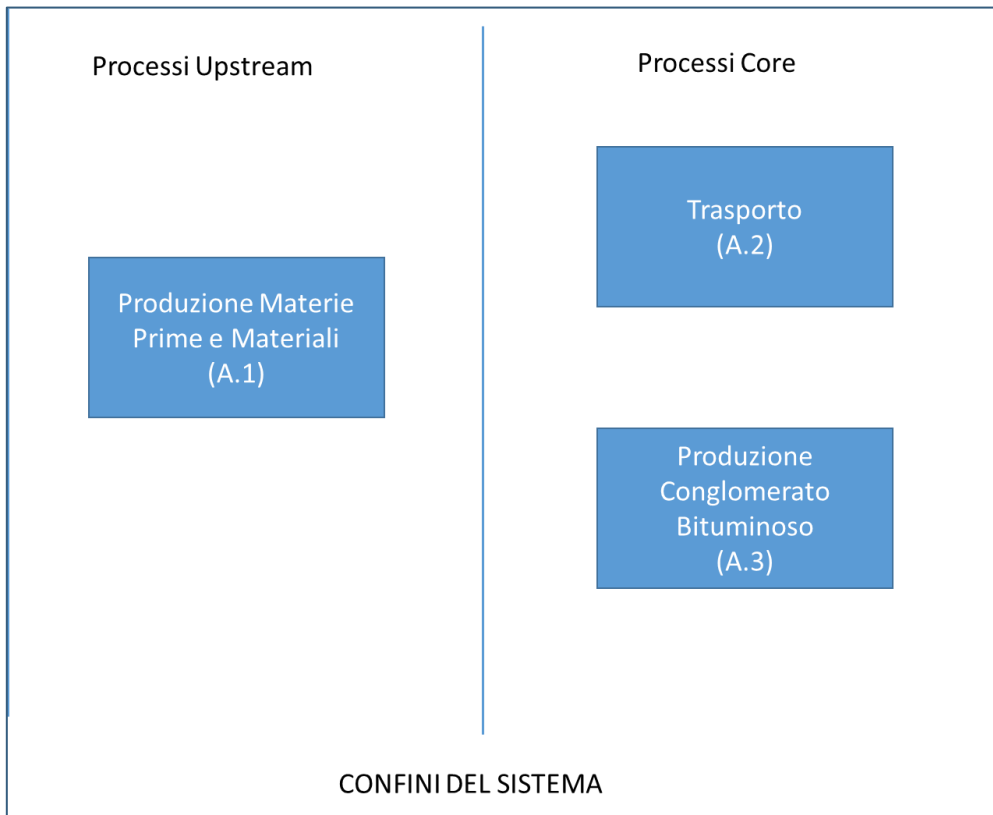 Processi Upstream
Processi Core
Produzione Materie
Prime e Materiali
(A.1)
Trasporto
(A.2)
Produzione
Conglomerato
Bituminoso
(A.3)
CONFINI DEL SISTEMA